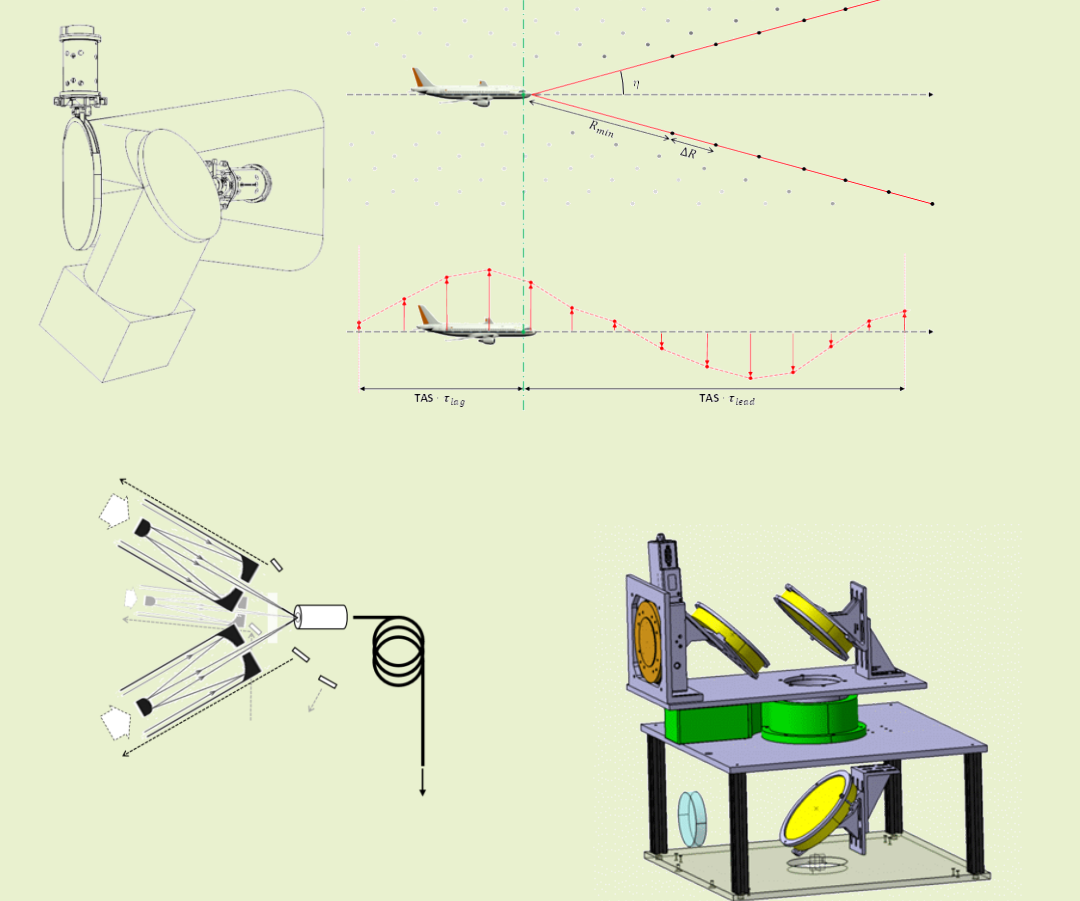 η
R_min
ΔR
TAS · τ_lag
TAS · τ_lead